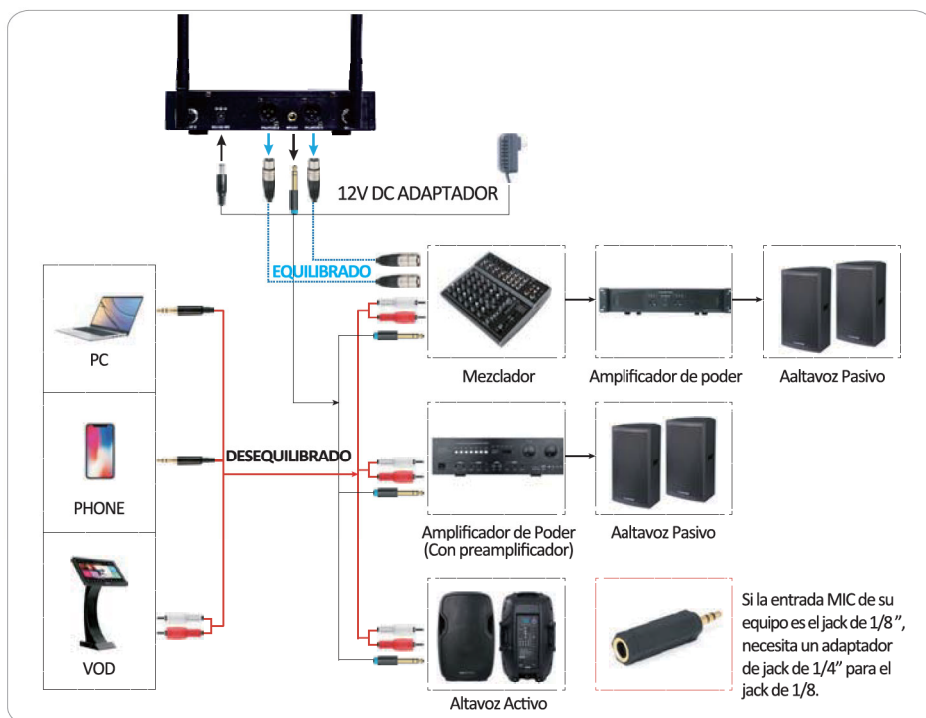 12V DC ADAPTADOR
EQUILIBRADO
PC
Mezclador
Amplificador de poder
Aaltavoz Pasivo
PHONE
DESEQUILIBRADO
Amplificador de Poder
(Con preamplificador)
Aaltavoz Pasivo
VOD
Altavoz Activo
Si la entrada MIC de su
equipo es el jack de 1/8”,
necesita un adaptador
de jack de 1/4” para el
jack de 1/8.